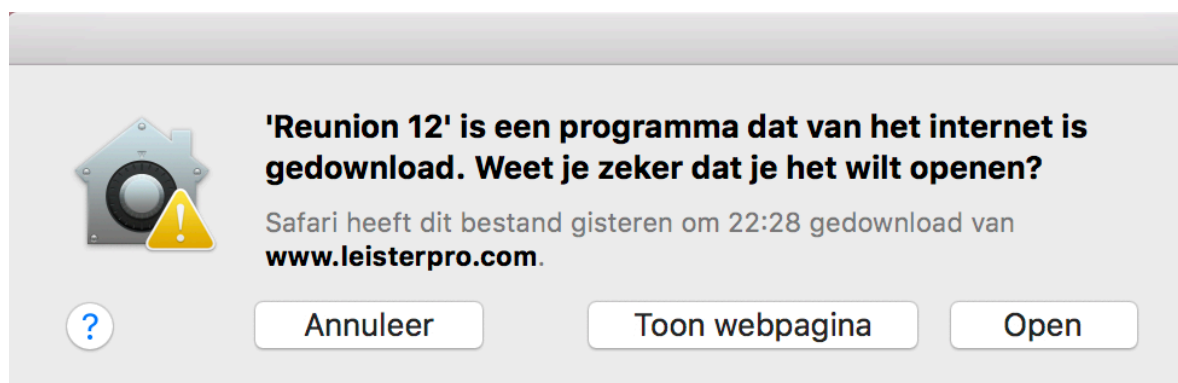 'Reunion 12' is een programma dat van het internet is
gedownload. Weet je zeker dat je het wilt openen?
Safari heeft dit bestand gisteren om 22:28 gedownload van
www.leisterpro.com.
?
Annuleer
Toon webpagina
Open